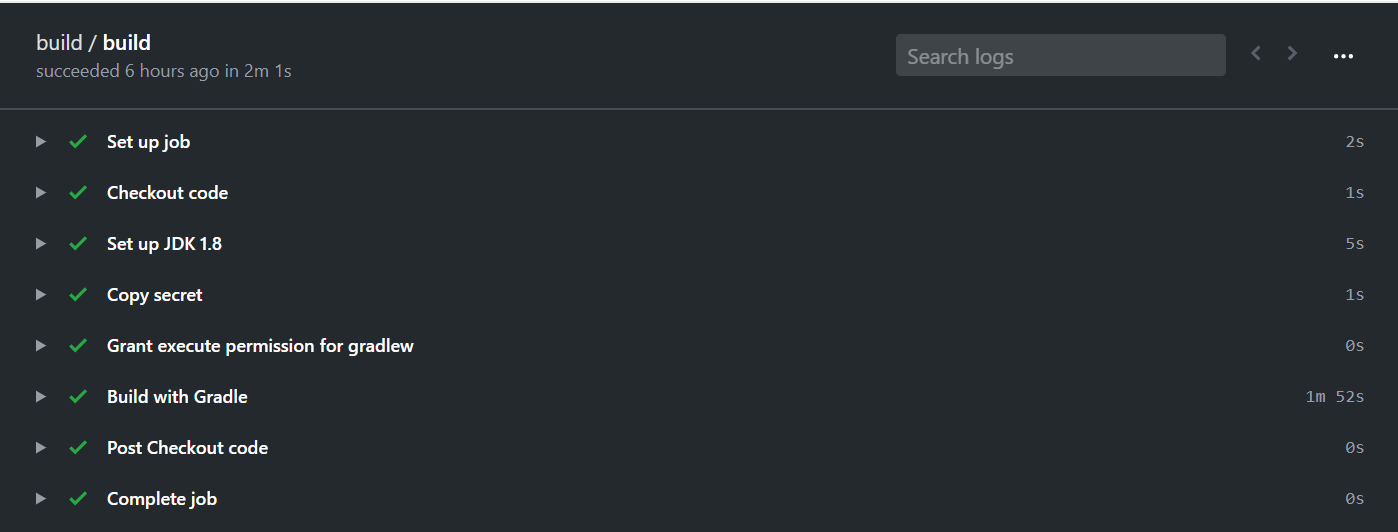 build / build
succeeded 6 hours ago in 2m 1s
Search logs
Set up job 2s
Checkout code 1s
Set up JDK 1.8 5s
Copy secret 1s
Grant execute permission for gradlew 0s
Build with Gradle 1m 52s
Post Checkout code 0s
Complete job 0s